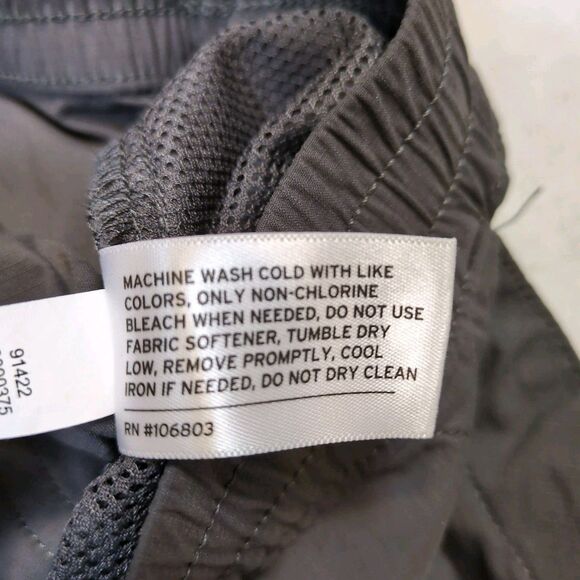 MACHINE WASH COLD WITH LIKE
COLORS, ONLY NON-CHLORINE
BLEACH WHEN NEEDED, DO NOT USE
FABRIC SOFTENER, TUMBLE DRY
LOW, REMOVE PROMPTLY, COOL
IRON IF NEEDED, DO NOT DRY CLEAN
RN #106803
91422